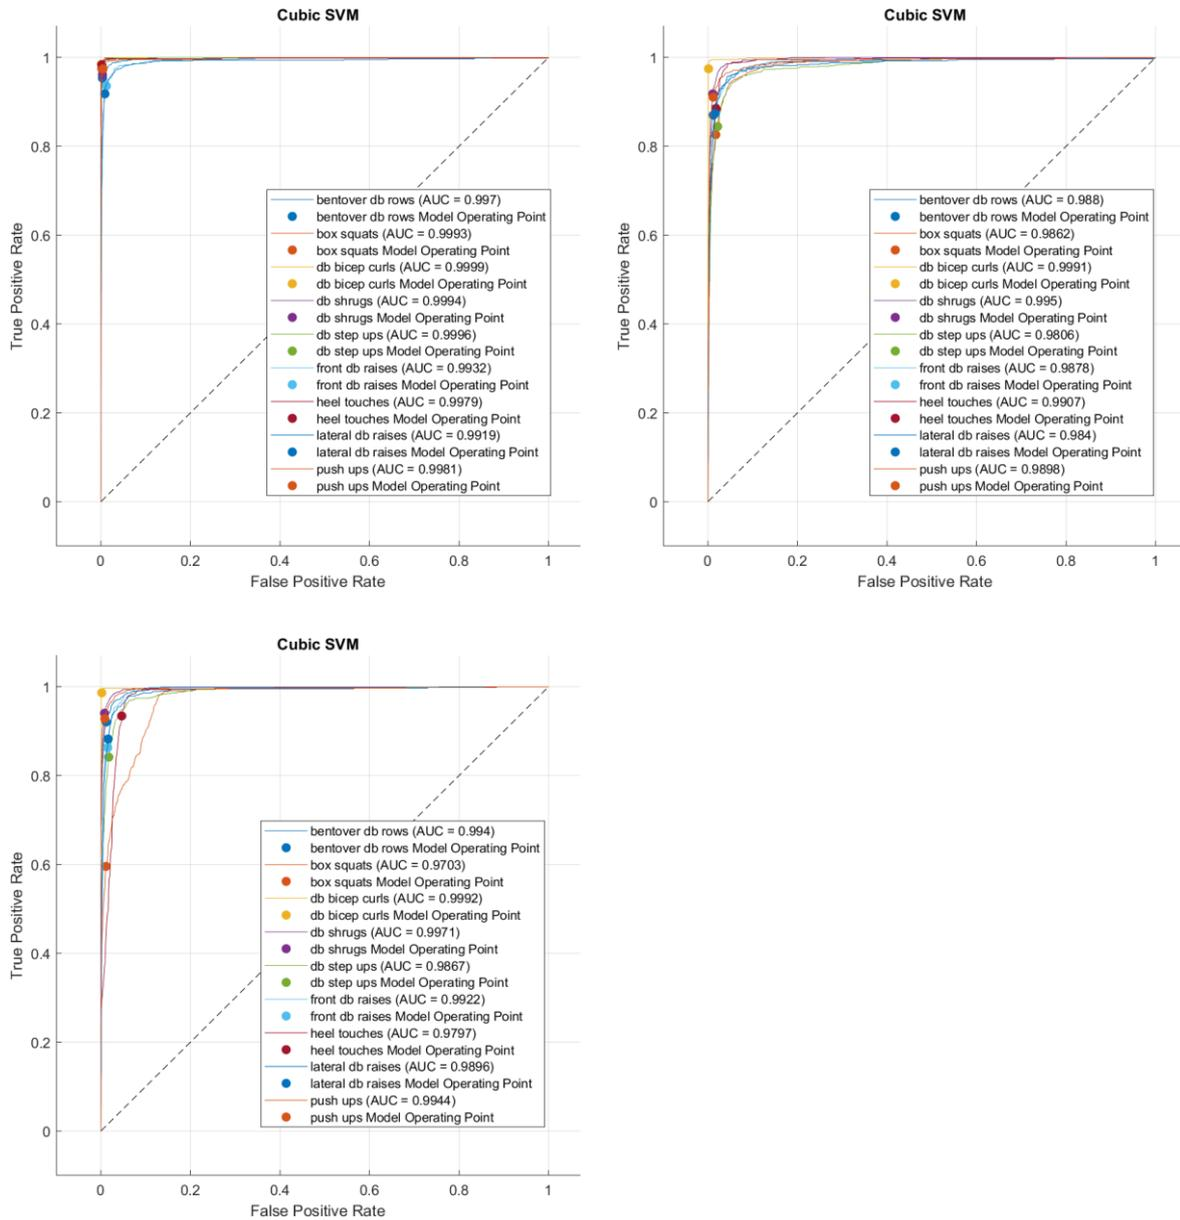 Cubic SVM
1
0.8
0.6
0.4
0.2
0
True Positive Rate
bentover db rows (AUC = 0.997)
bentover db rows Model Operating Point
box squats (AUC = 0.9993)
box squats Model Operating Point
db bicep curls (AUC = 0.9999)
db bicep curls Model Operating Point
db shrugs (AUC = 0.9994)
db shrugs Model Operating Point
db step ups (AUC = 0.9996)
db step ups Model Operating Point
front db raises (AUC = 0.9932)
front db raises Model Operating Point
heel touches (AUC = 0.9979)
heel touches Model Operating Point
lateral db raises (AUC = 0.9919)
lateral db raises Model Operating Point
push ups (AUC = 0.9981)
push ups Model Operating Point
0 0.2 0.4 0.6 0.8 1
False Positive Rate
Cubic SVM
1
0.8
0.6
0.4
0.2
0
True Positive Rate
bentover db rows (AUC = 0.988)
bentover db rows Model Operating Point
box squats (AUC = 0.9862)
box squats Model Operating Point
db bicep curls (AUC = 0.9991)
db bicep curls Model Operating Point
db shrugs (AUC = 0.995)
db shrugs Model Operating Point
db step ups (AUC = 0.9806)
db step ups Model Operating Point
front db raises (AUC = 0.9878)
front db raises Model Operating Point
heel touches (AUC = 0.9907)
heel touches Model Operating Point
lateral db raises (AUC = 0.984)
lateral db raises Model Operating Point
push ups (AUC = 0.9898)
push ups Model Operating Point
0 0.2 0.4 0.6 0.8 1
False Positive Rate
Cubic SVM
1
0.8
0.6
0.4
0.2
0
True Positive Rate
bentover db rows (AUC = 0.994)
bentover db rows Model Operating Point
box squats (AUC = 0.9703)
box squats Model Operating Point
db bicep curls (AUC = 0.9992)
db bicep curls Model Operating Point
db shrugs (AUC = 0.9971)
db shrugs Model Operating Point
db step ups (AUC = 0.9867)
db step ups Model Operating Point
front db raises (AUC = 0.9922)
front db raises Model Operating Point
heel touches (AUC = 0.9797)
heel touches Model Operating Point
lateral db raises (AUC = 0.9896)
lateral db raises Model Operating Point
push ups (AUC = 0.9944)
push ups Model Operating Point
0 0.2 0.4 0.6 0.8 1
False Positive Rate